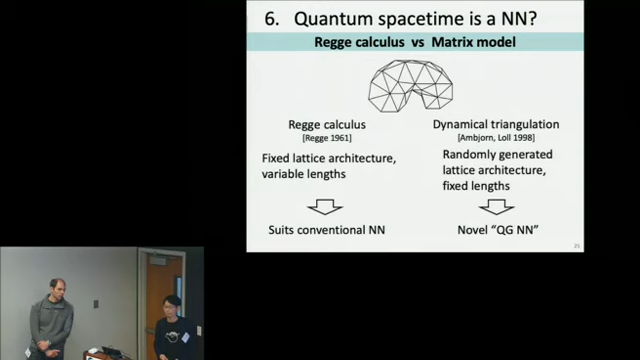 6. Quantum spacetime is a NN?
Regge calculus vs Matrix model
Regge calculus
[Regge 1961]
Fixed lattice architecture,
variable lengths
Suits conventional NN
Dynamical triangulation
[Ambjorn, Loll 1998]
Randomly generated
lattice architecture,
fixed lengths
Novel "QG NN"